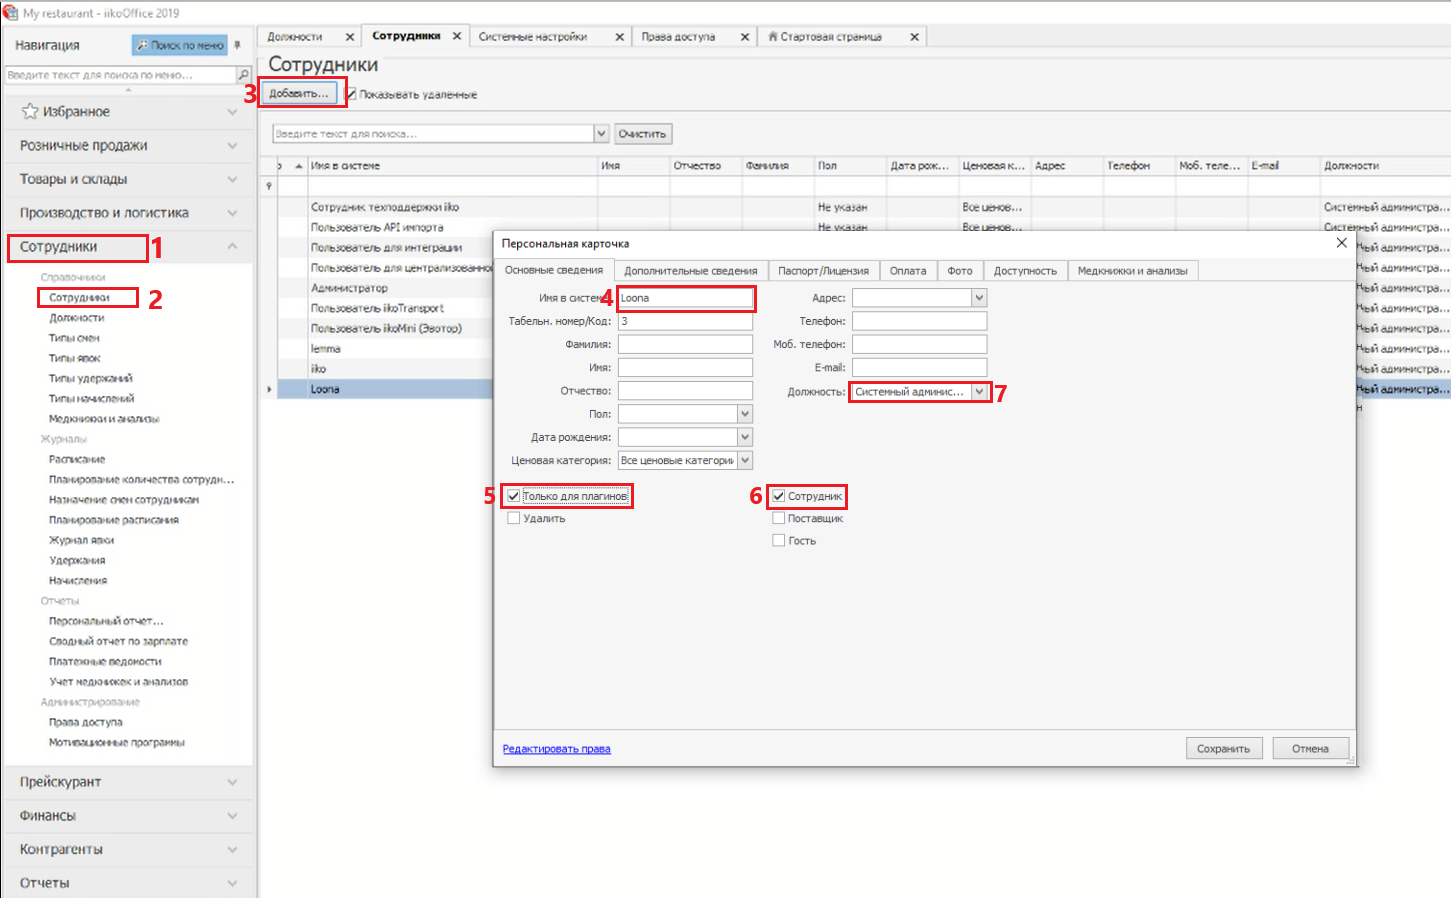 My restaurant - iikoOffice 2019
Навигация
Поиск по меню
Введите текст для поиска по меню...
Избранное
Розничные продажи
Товары и склады
Производство и логистика
Сотрудники
1
Справочники
Сотрудники
2
Должности
Типы смен
Типы явок
Типы удержаний
Типы начислений
Медкнижки и анализы
Журналы
Расписание
Планирование количества сотрудн...
Назначение смен сотрудникам
Планирование расписания
Журнал явки
Удержания
Начисления
Отчеты
Персональный отчет...
Сводный отчет по зарплате
Платежные ведомости
Учет медкнижек и анализов
Администрирование
Права доступа
Мотивационные программы
Прейскурант
Финансы
Контрагенты
Отчеты
Должности
Сотрудники
Системные настройки
Права доступа
Стартовая страница
Сотрудники
3
Добавить...
Показывать удаленные
Введите текст для поиска...
Очистить
Имя в системе
Имя
Отчество
Фамилия
Пол
Дата рож...
Ценовая к...
Адрес
Телефон
Моб. теле...
E-mail
Должности
Сотрудник техподдержки iiko
Не указан
Все ценов...
Системный администра...
Пользователь API импорта
Не указан
Все ценов...
Системный администра...
Пользователь для интеграции
ный администра...
Пользователь для централизованно
ный администра...
Администратор
ный администра...
Пользователь iikoTransport
ный администра...
Пользователь iikoMini (Эвотор)
ный администра...
lemma
ный администра...
iiko
ный администра...
Loona
ный администра...
н
Персональная карточка
Основные сведения
Дополнительные сведения
Паспорт/Лицензия
Оплата
Фото
Доступность
Медкнижки и анализы
Имя в систем
4
Loona
Табельн. номер/Код:
3
Фамилия:
Имя:
Отчество:
Пол:
Дата рождения:
Ценовая категория:
Все ценовые категории
Адрес:
Телефон:
Моб. телефон:
E-mail:
Должность:
Системный админис...
7
5
Только для плагинов
Удалить
6
Сотрудник
Поставщик
Гость
Редактировать права
Сохранить
Отмена